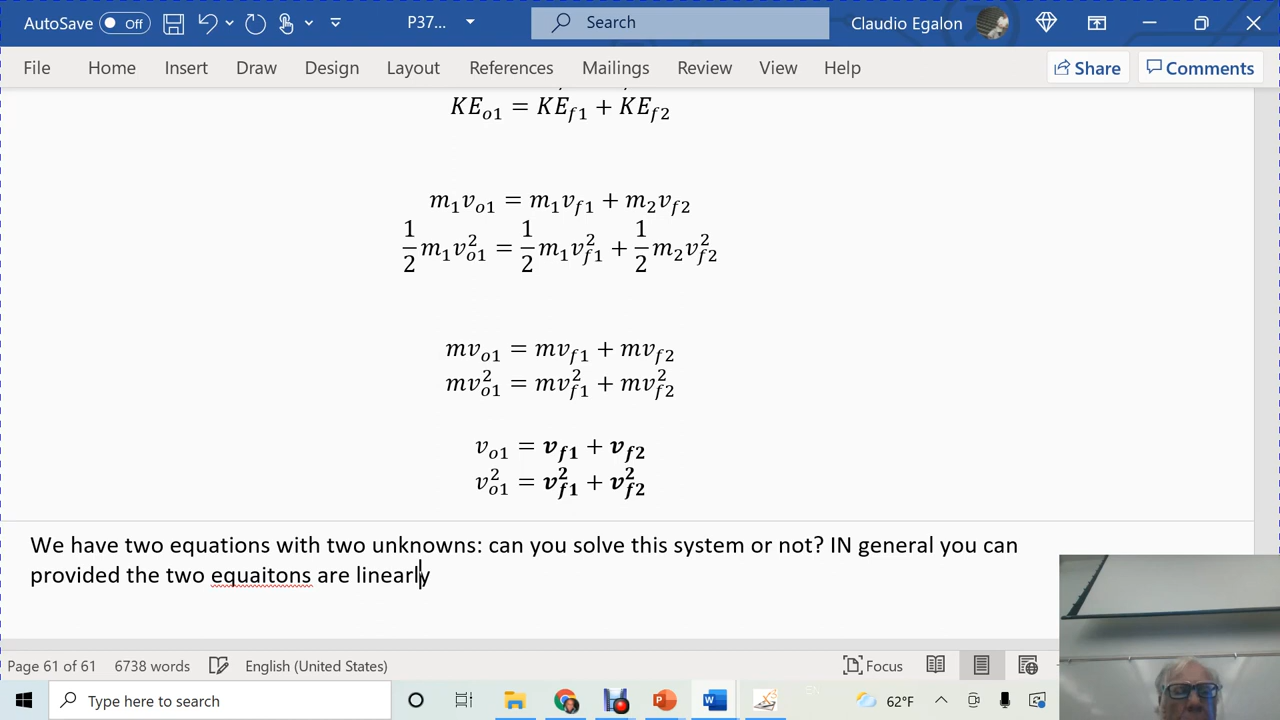 AutoSave Off P37... Search Claudio Egalon
File Home Insert Draw Design Layout References Mailings Review View Help Share Comments
KE_{o1} = KE_{f1} + KE_{f2}
m_1v_{o1} = m_1v_{f1} + m_2v_{f2}
\frac{1}{2}m_1v_{o1}^2 = \frac{1}{2}m_1v_{f1}^2 + \frac{1}{2}m_2v_{f2}^2
mv_{o1} = mv_{f1} + mv_{f2}
mv_{o1}^2 = mv_{f1}^2 + mv_{f2}^2
v_{o1} = v_{f1} + v_{f2}
v_{o1}^2 = v_{f1}^2 + v_{f2}^2
We have two equations with two unknowns: can you solve this system or not? IN general you can
provided the two equaitons are linearly
Page 61 of 61 6738 words English (United States) Focus
Type here to search 62°F